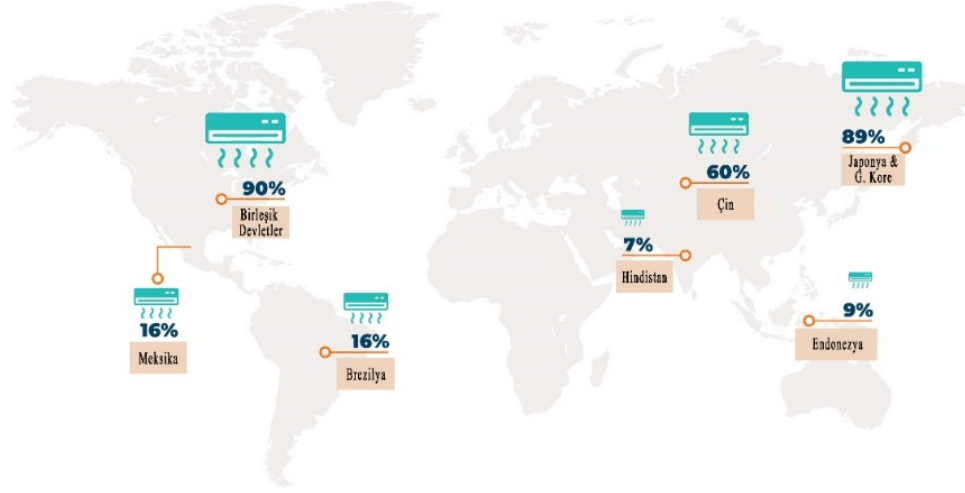 90%
Birleşik
Devletler
16%
Meksika
16%
Brezilya
60%
Çin
89%
Japonya &
G. Kore
7%
Hindistan
9%
Endonezya